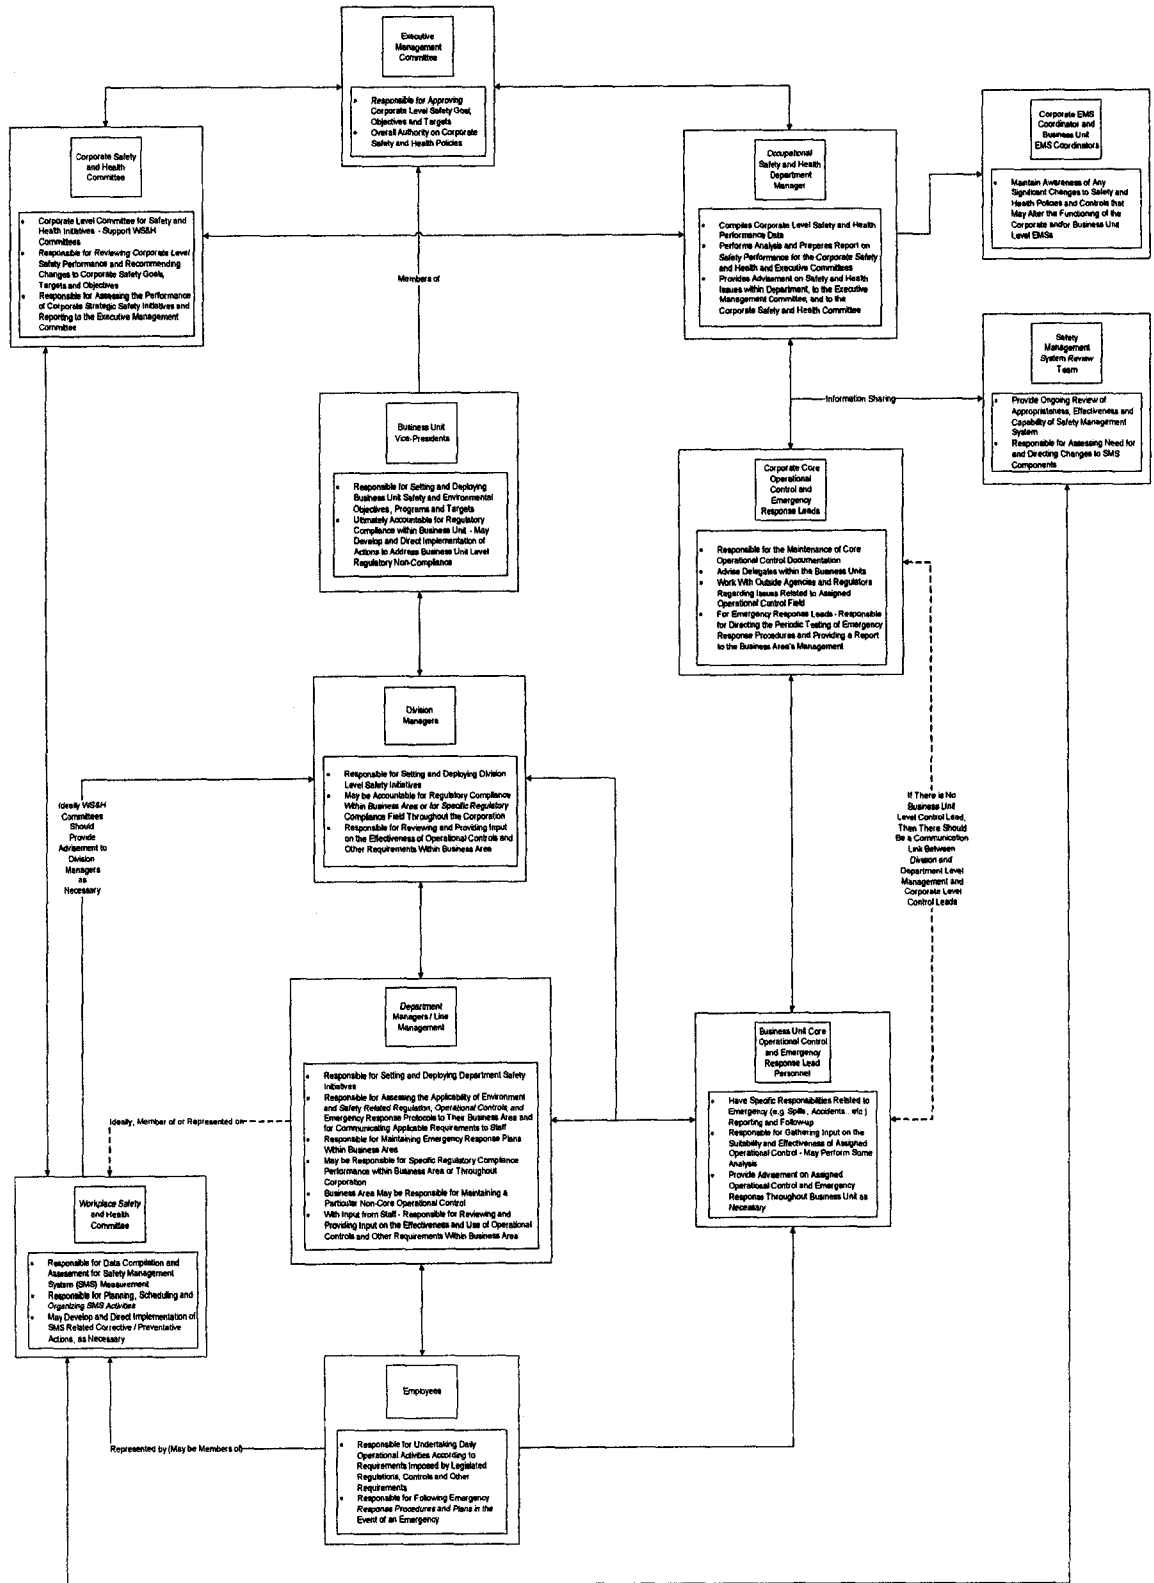 Executive
Management
Committee
Responsible for Approving
Corporate Level Safety Goal,
Objectives and Targets
Overall Authority on Corporate
Safety and Health Policies
Corporate Safety
and Health
Committee
Corporate Level Committee for Safety and
Health Initiatives - Support WS&H
Committees
Responsible for Reviewing Corporate Level
Safety Performance and Recommending
Changes to Corporate Safety Goals,
Targets and Objectives
Responsible for Assessing the Performance
of Corporate Strategic Safety Initiatives and
Reporting to the Executive Management
Committee
Occupational
Safety and Health
Department
Manager
Compiles Corporate Level Safety and Health
Performance Data
Performs Analysis and Prepares Report on
Safety Performance for the Corporate Safety
and Health and Executive Committees
Provides Advisement on Safety and Health
Issues within Department, to the Executive
Management Committee, and to the
Corporate Safety and Health Committee
Corporate EMS
Coordinator and
Business Unit
EMS Coordinators
Maintain Awareness of Any
Significant Changes to Safety and
Health Policies and Controls that
May Alter the Functioning of the
Corporate and/or Business Unit
Level EMSs
Members of
Safety
Management
System Review
Team
Provide Ongoing Review of
Appropriateness, Effectiveness and
Capability of Safety Management
System
Responsible for Assessing Need for
and Directing Changes to SMS
Components
Information Sharing
Business Unit
Vice-Presidents
Responsible for Setting and Deploying
Business Unit Safety and Environmental
Objectives, Programs and Targets
Ultimately Accountable for Regulatory
Compliance within Business Unit - May
Develop and Direct Implementation of
Actions to Address Business Unit Level
Regulatory Non-Compliance
Corporate Core
Operational
Control and
Emergency
Response Leads
Responsible for the Maintenance of Core
Operational Control Documentation
Advise Delegates within the Business Units
Work With Outside Agencies and Regulators
Regarding Issues Related to Assigned
Operational Control Field
For Emergency Response Leads - Responsible
for Directing the Periodic Testing of Emergency
Response Procedures and Providing a Report
to the Business Area's Management
Division
Managers
Responsible for Setting and Deploying Division
Level Safety Initiatives
May be Accountable for Regulatory Compliance
Within Business Area or for Specific Regulatory
Compliance Field Throughout the Corporation
Responsible for Reviewing and Providing Input
on the Effectiveness of Operational Controls and
Other Requirements Within Business Area
Ideally WS&H
Committees
Should
Provide
Advisement to
Division
Managers
as
Necessary
If There is No
Business Unit
Level Control Lead,
Then There Should
Be a Communication
Link Between
Division and
Department Level
Management and
Corporate Level
Control Leads
Department
Managers / Line
Management
Responsible for Setting and Deploying Department Safety
Initiatives
Responsible for Assessing the Applicability of Environment
and Safety Related Regulation, Operational Controls, and
Emergency Response Protocols to Their Business Area and
for Communicating Applicable Requirements to Staff
Responsible for Maintaining Emergency Response Plans
Within Business Area
May be Responsible for Specific Regulatory Compliance
Performance within Business Area or Throughout
Corporation
Business Area May be Responsible for Maintaining a
Particular Non-Core Operational Control
With Input from Staff - Responsible for Reviewing and
Providing Input on the Effectiveness and Use of Operational
Controls and Other Requirements Within Business Area
Business Unit Core
Operational Control
and Emergency
Response Lead
Personnel
Have Specific Responsibilities Related to
Emergency (e.g. Spills, Accidents...etc.)
Reporting and Follow-up
Responsible for Gathering Input on the
Suitability and Effectiveness of Assigned
Operational Control - May Perform Some
Analysis
Provide Advisement on Assigned
Operational Control and Emergency
Response Throughout Business Unit as
Necessary
Ideally, Member of or Represented on
Workplace Safety
and Health
Committee
Responsible for Data Compilation and
Assessment for Safety Management
System (SMS) Measurement
Responsible for Planning, Scheduling and
Organizing SMS Activities
May Develop and Direct Implementation of
SMS Related Corrective / Preventative
Actions, as Necessary
Employees
Responsible for Undertaking Daily
Operational Activities According to
Requirements Imposed by Legislated
Regulations, Controls and Other
Requirements
Responsible for Following Emergency
Response Procedures and Plans in the
Event of an Emergency
Represented by (May be Members of)